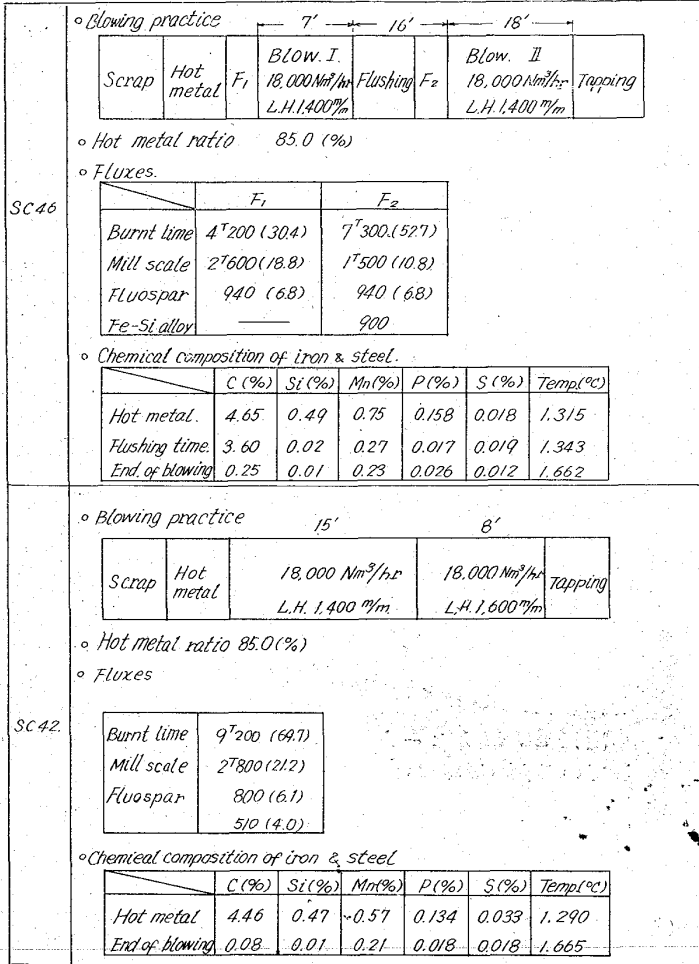 SC46
° Blowing practice 7' 16' 18'
Scrap Hot metal F₁ Blow. I. 18,000 Nm³/hr L.H.1,400 m/m Flushing F₂ Blow. II 18,000 Nm³/hr L.H.1,400 m/m Tapping
° Hot metal ratio 85.0 (%)
° Fluxes.
F₁ F₂
Burnt lime 4ᵀ200 (30.4) 7ᵀ300.(52.7)
Mill scale 2ᵀ600 (18.8) 1ᵀ500 (10.8)
Fluospar 940 (6.8) 940 (6.8)
Fe-Si alloy —— 900
° Chemical composition of iron & steel.
C (%) Si (%) Mn(%) P(%) S (%) Temp.(°C)
Hot metal. 4.65 0.49 0.75 0.158 0.018 1.315
Flushing time. 3.60 0.02 0.27 0.017 0.019 1.343
End. of blowing 0.25 0.01 0.23 0.026 0.012 1.662
SC42.
° Blowing practice 15' 8'
Scrap Hot metal 18,000 Nm³/hr L.H. 1,400 m/m. 18,000 Nm³/hr L.H. 1,600 m/m Tapping
° Hot metal ratio 85.0(%)
° Fluxes
Burnt lime 9ᵀ200 (69.7)
Mill scale 2ᵀ800 (21.2)
Fluospar 800 (6.1)
510 (4.0)
° Chemical composition of iron & steel
C (%) Si(%) Mn(%) P(%) S(%) Temp(°C)
Hot metal 4.46 0.47 0.57 0.134 0.033 1.290
End of blowing 0.08 0.01 0.21 0.018 0.018 1.665